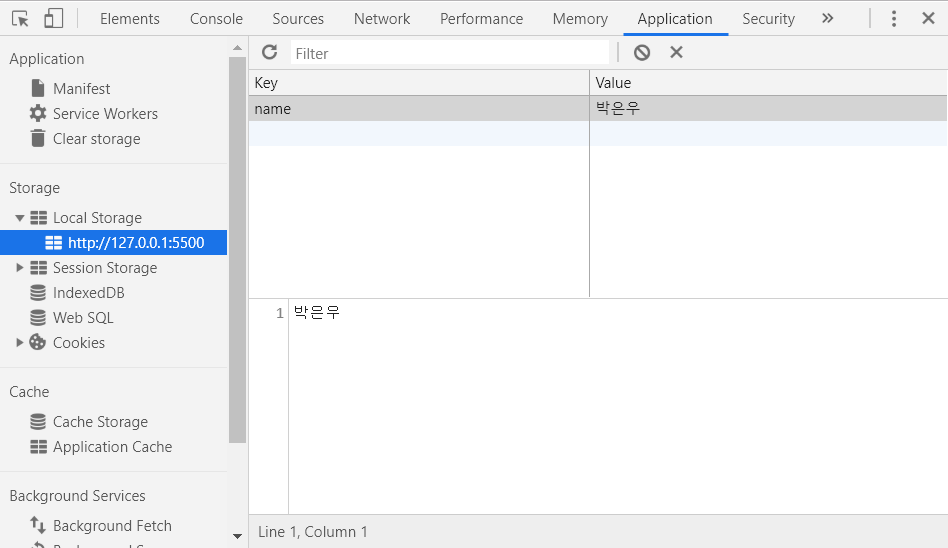 Elements Console Sources Network Performance Memory Application Security »
Application
Manifest
Service Workers
Clear storage
Storage
Local Storage
http://127.0.0.1:5500
Session Storage
IndexedDB
Web SQL
Cookies
Cache
Cache Storage
Application Cache
Background Services
Background Fetch
Filter
Key Value
name 박은우
1 박은우
Line 1, Column 1